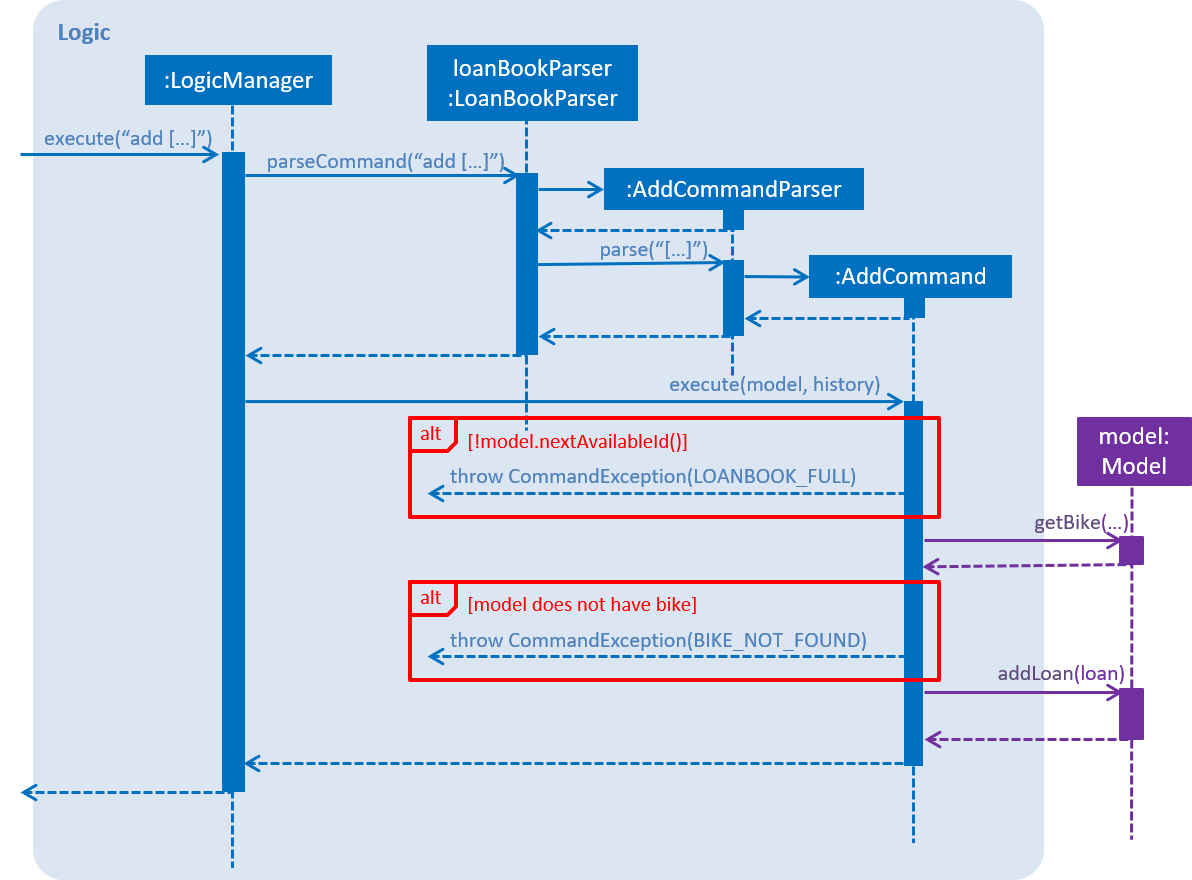 Logic
:LogicManager
loanBookParser
:LoanBookParser
execute(“add […]”)
parseCommand(“add […]”)
:AddCommandParser
parse(“[…]”)
:AddCommand
execute(model, history)
alt
[!model.nextAvailableId()]
throw CommandException(LOANBOOK_FULL)
model:
Model
getBike(…)
alt
[model does not have bike]
throw CommandException(BIKE_NOT_FOUND)
addLoan(loan)